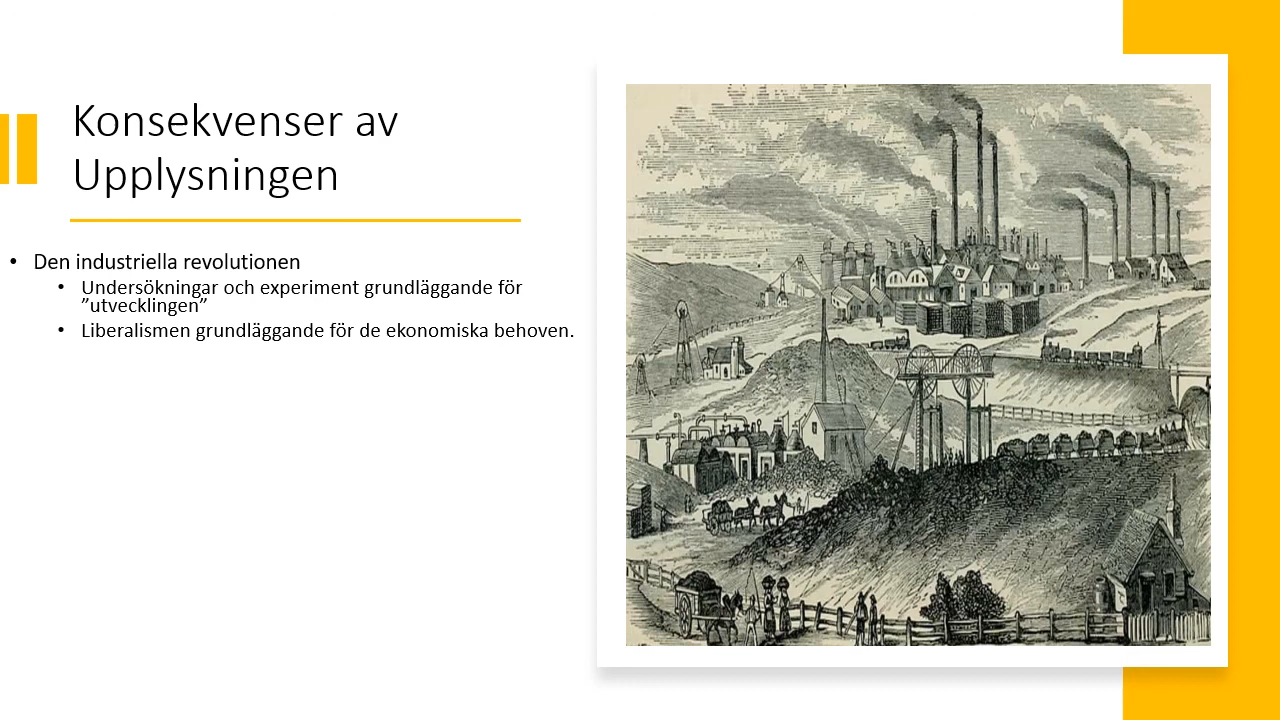 Konsekvenser av
Upplysningen
• Den industriella revolutionen
• Undersökningar och experiment grundläggande för
”utvecklingen”
• Liberalismen grundläggande för de ekonomiska behoven.